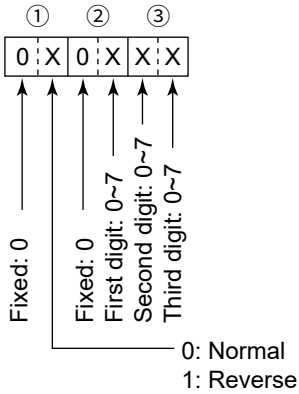 ① ② ③
0 X 0 X X X
Fixed: 0
Fixed: 0
First digit: 0~7
Second digit: 0~7
Third digit: 0~7
0: Normal
1: Reverse